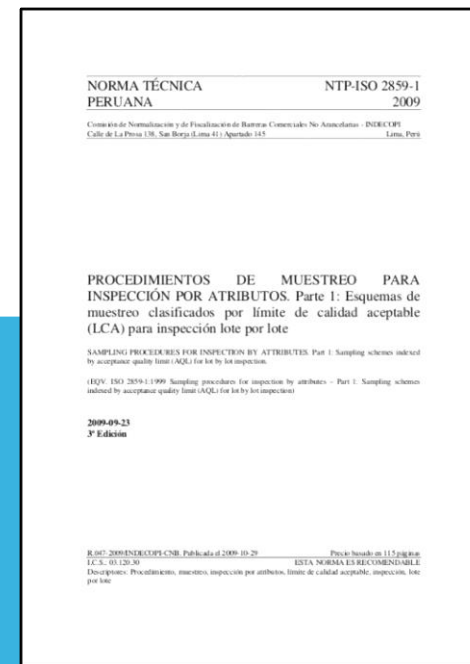 NORMA TÉCNICA NTP-ISO 2859-1
PERUANA 2009
Comisión de Normalización y de Fiscalización de Barreras Comerciales No Arancelarias - INDECOPI
Calle de La Prosa 138, San Borja (Lima 41) Apartado 145 Lima, Perú
PROCEDIMIENTOS DE MUESTREO PARA
INSPECCIÓN POR ATRIBUTOS. Parte 1: Esquemas de
muestreo clasificados por límite de calidad aceptable
(LCA) para inspección lote por lote
SAMPLING PROCEDURES FOR INSPECTION BY ATTRIBUTES. Part 1: Sampling schemes indexed
by acceptance quality limit (AQL) for lot by lot inspection.
(EQV. ISO 2859-1:1999 Sampling procedures for inspection by attributes - Part 1: Sampling schemes
indexed by acceptance quality limit (AQL) for lot by lot inspection)
2009-09-23
3ª Edición
R.047-2009/INDECOPI-CNB. Publicada el 2009-10-29 Precio basado en 115 páginas
I.C.S.: 03.120.30 ESTA NORMA ES RECOMENDABLE
Descriptores: Procedimiento, muestreo, inspección por atributos, límite de calidad aceptable, inspección, lote
por lote